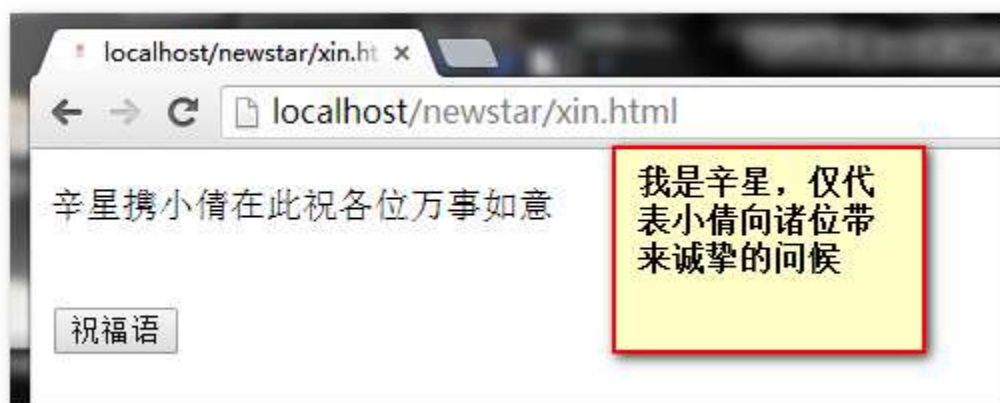 localhost/newstar/xin.ht
localhost/newstar/xin.html
辛星携小倩在此祝各位万事如意
我是辛星，仅代
表小倩向诸位带
来诚挚的问候
祝福语